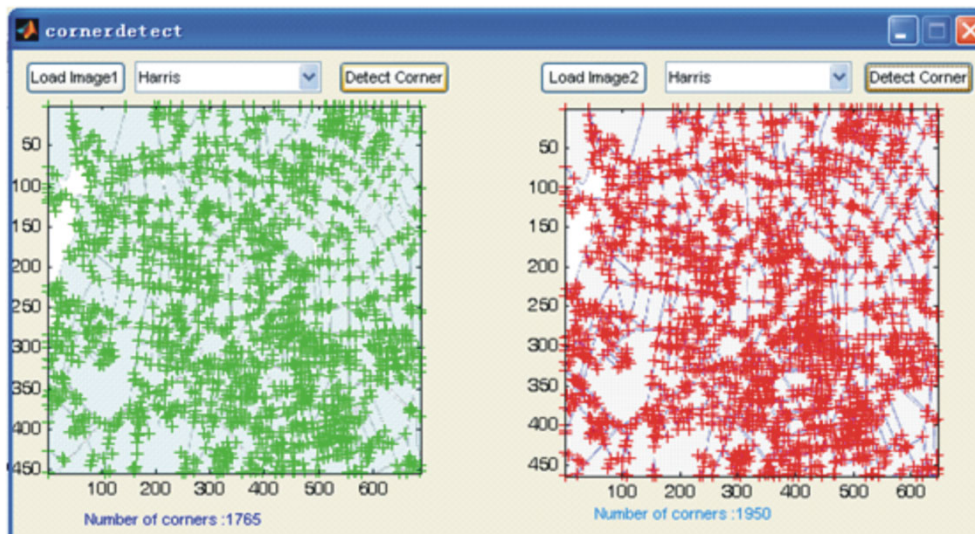 cornerdetect
Load Image1 Harris Detect Corner
Load Image2 Harris Detect Corner
50
100
150
200
250
300
350
400
450
100 200 300 400 500 600
Number of corners :1765
50
100
150
200
250
300
350
400
450
100 200 300 400 500 600
Number of corners :1950